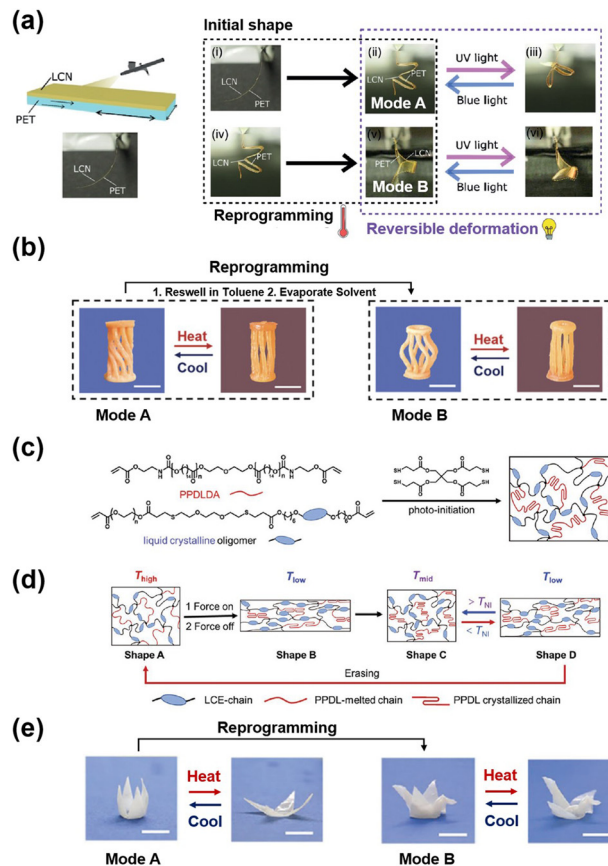 (a)
Initial shape
LCN
PET
LCN
PET
(i)
LCN
PET
(ii)
LCN
PET
Mode A
UV light
Blue light
(iii)
(iv)
LCN
PET
(v)
PET
LCN
Mode B
UV light
Blue light
(vi)
Reprogramming
Reversible deformation
(b)
Reprogramming
1. Reswell in Toluene 2. Evaporate Solvent
Heat
Cool
Heat
Cool
Mode A
Mode B
(c)
PPDLDA
liquid crystalline oligomer
photo-initiation
(d)
Thigh
Tlow
Tmid
Tlow
1 Force on
2 Force off
> TNI
< TNI
Shape A
Shape B
Shape C
Shape D
Erasing
LCE-chain
PPDL-melted chain
PPDL crystallized chain
(e)
Reprogramming
Heat
Cool
Heat
Cool
Mode A
Mode B